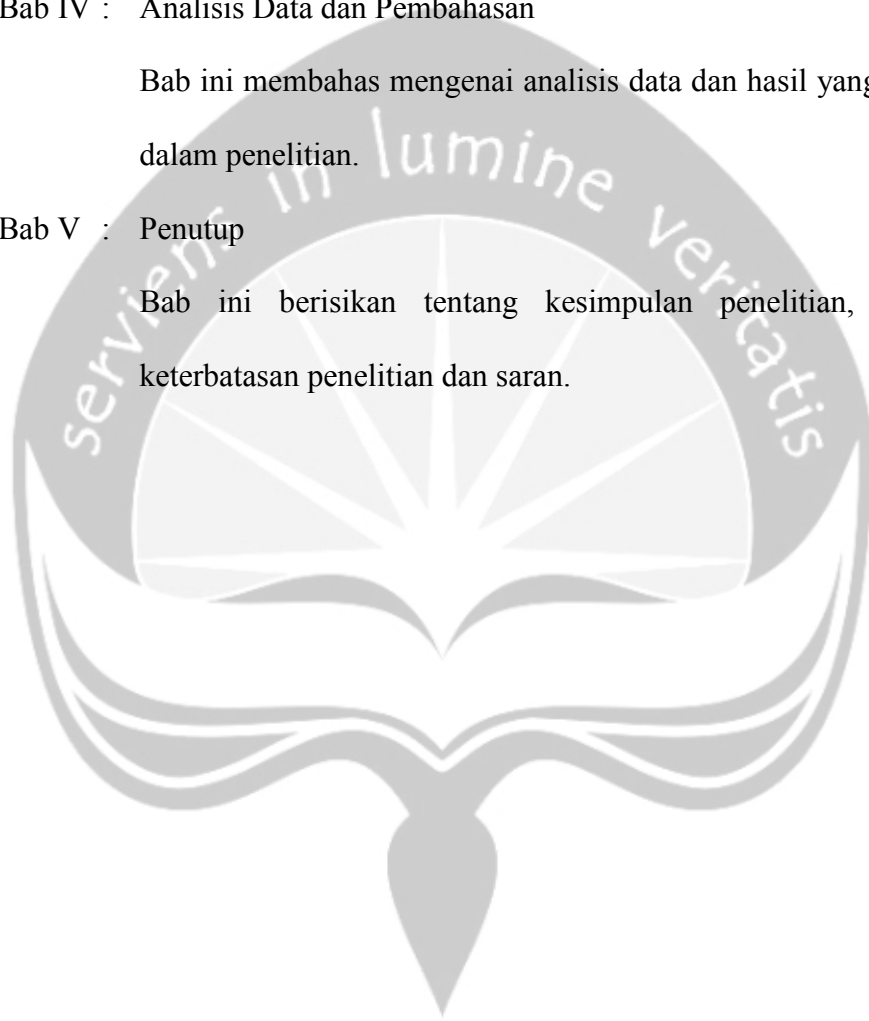 Bab IV : Analisis Data dan Pembahasan
Bab ini membahas mengenai analisis data dan hasil yang
dalam penelitian.
Bab V : Penutup
Bab ini berisikan tentang kesimpulan penelitian,
keterbatasan penelitian dan saran.
serviens in lumine veritatis